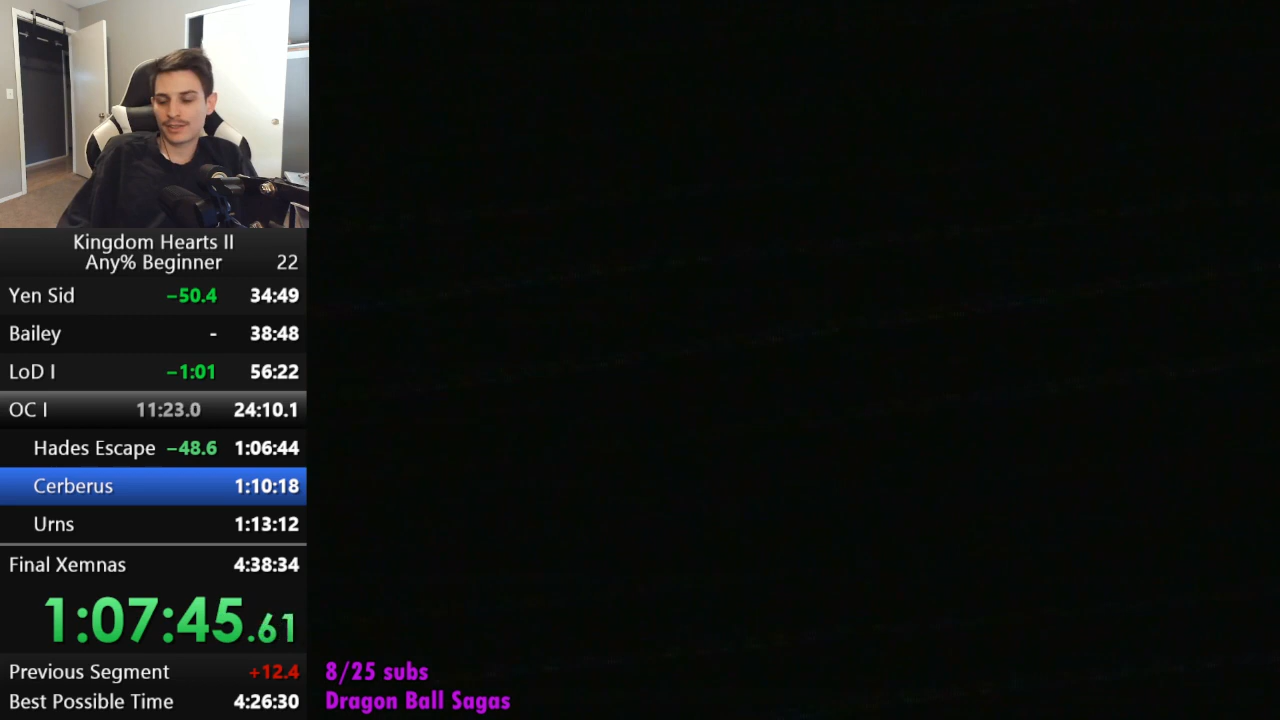 Kingdom Hearts II
Any% Beginner 22
Yen Sid -50.4 34:49
Bailey - 38:48
LoD I -1:01 56:22
OC I 11:23.0 24:10.1
Hades Escape -48.6 1:06:44
Cerberus 1:10:18
Urns 1:13:12
Final Xemnas 4:38:34
1:07:45.61
Previous Segment +12.4
Best Possible Time 4:26:30
8/25 subs
Dragon Ball Sagas